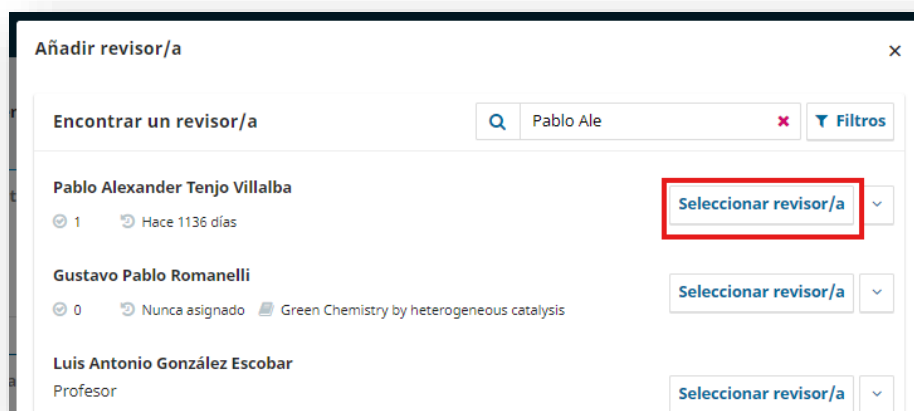 Añadir revisor/a
Encontrar un revisor/a
Pablo Ale
Filtros
Pablo Alexander Tenjo Villalba
Seleccionar revisor/a
1 Hace 1136 días
Gustavo Pablo Romanelli
Seleccionar revisor/a
0 Nunca asignado Green Chemistry by heterogeneous catalysis
Luis Antonio González Escobar
Profesor
Seleccionar revisor/a